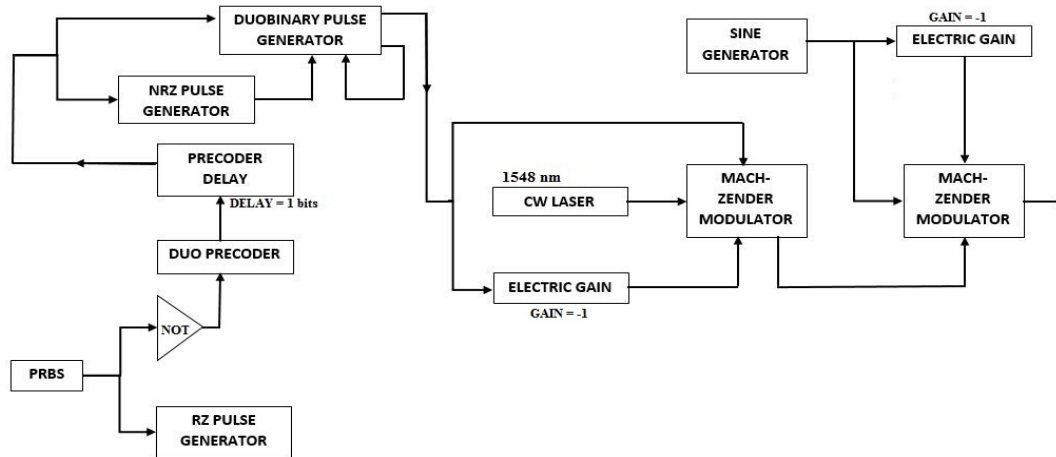 DUOBINARY PULSE
GENERATOR
NRZ PULSE
GENERATOR
PRECODER
DELAY
DELAY = 1 bits
DUO PRECODER
NOT
PRBS
RZ PULSE
GENERATOR
1548 nm
CW LASER
ELECTRIC GAIN
GAIN = -1
MACH-
ZENDER
MODULATOR
SINE
GENERATOR
GAIN = -1
ELECTRIC GAIN
MACH-
ZENDER
MODULATOR